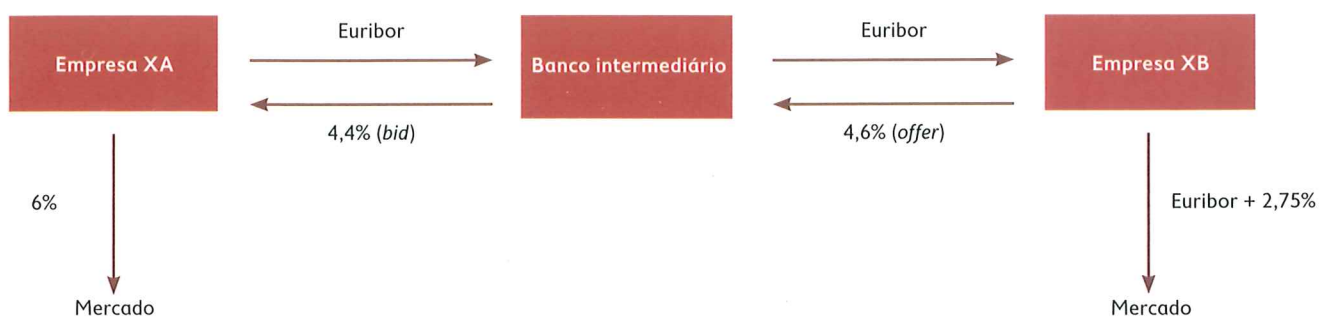 Euribor
Euribor
Empresa XA
Banco intermediário
Empresa XB
4,4% (bid)
4,6% (offer)
6%
Euribor + 2,75%
Mercado
Mercado